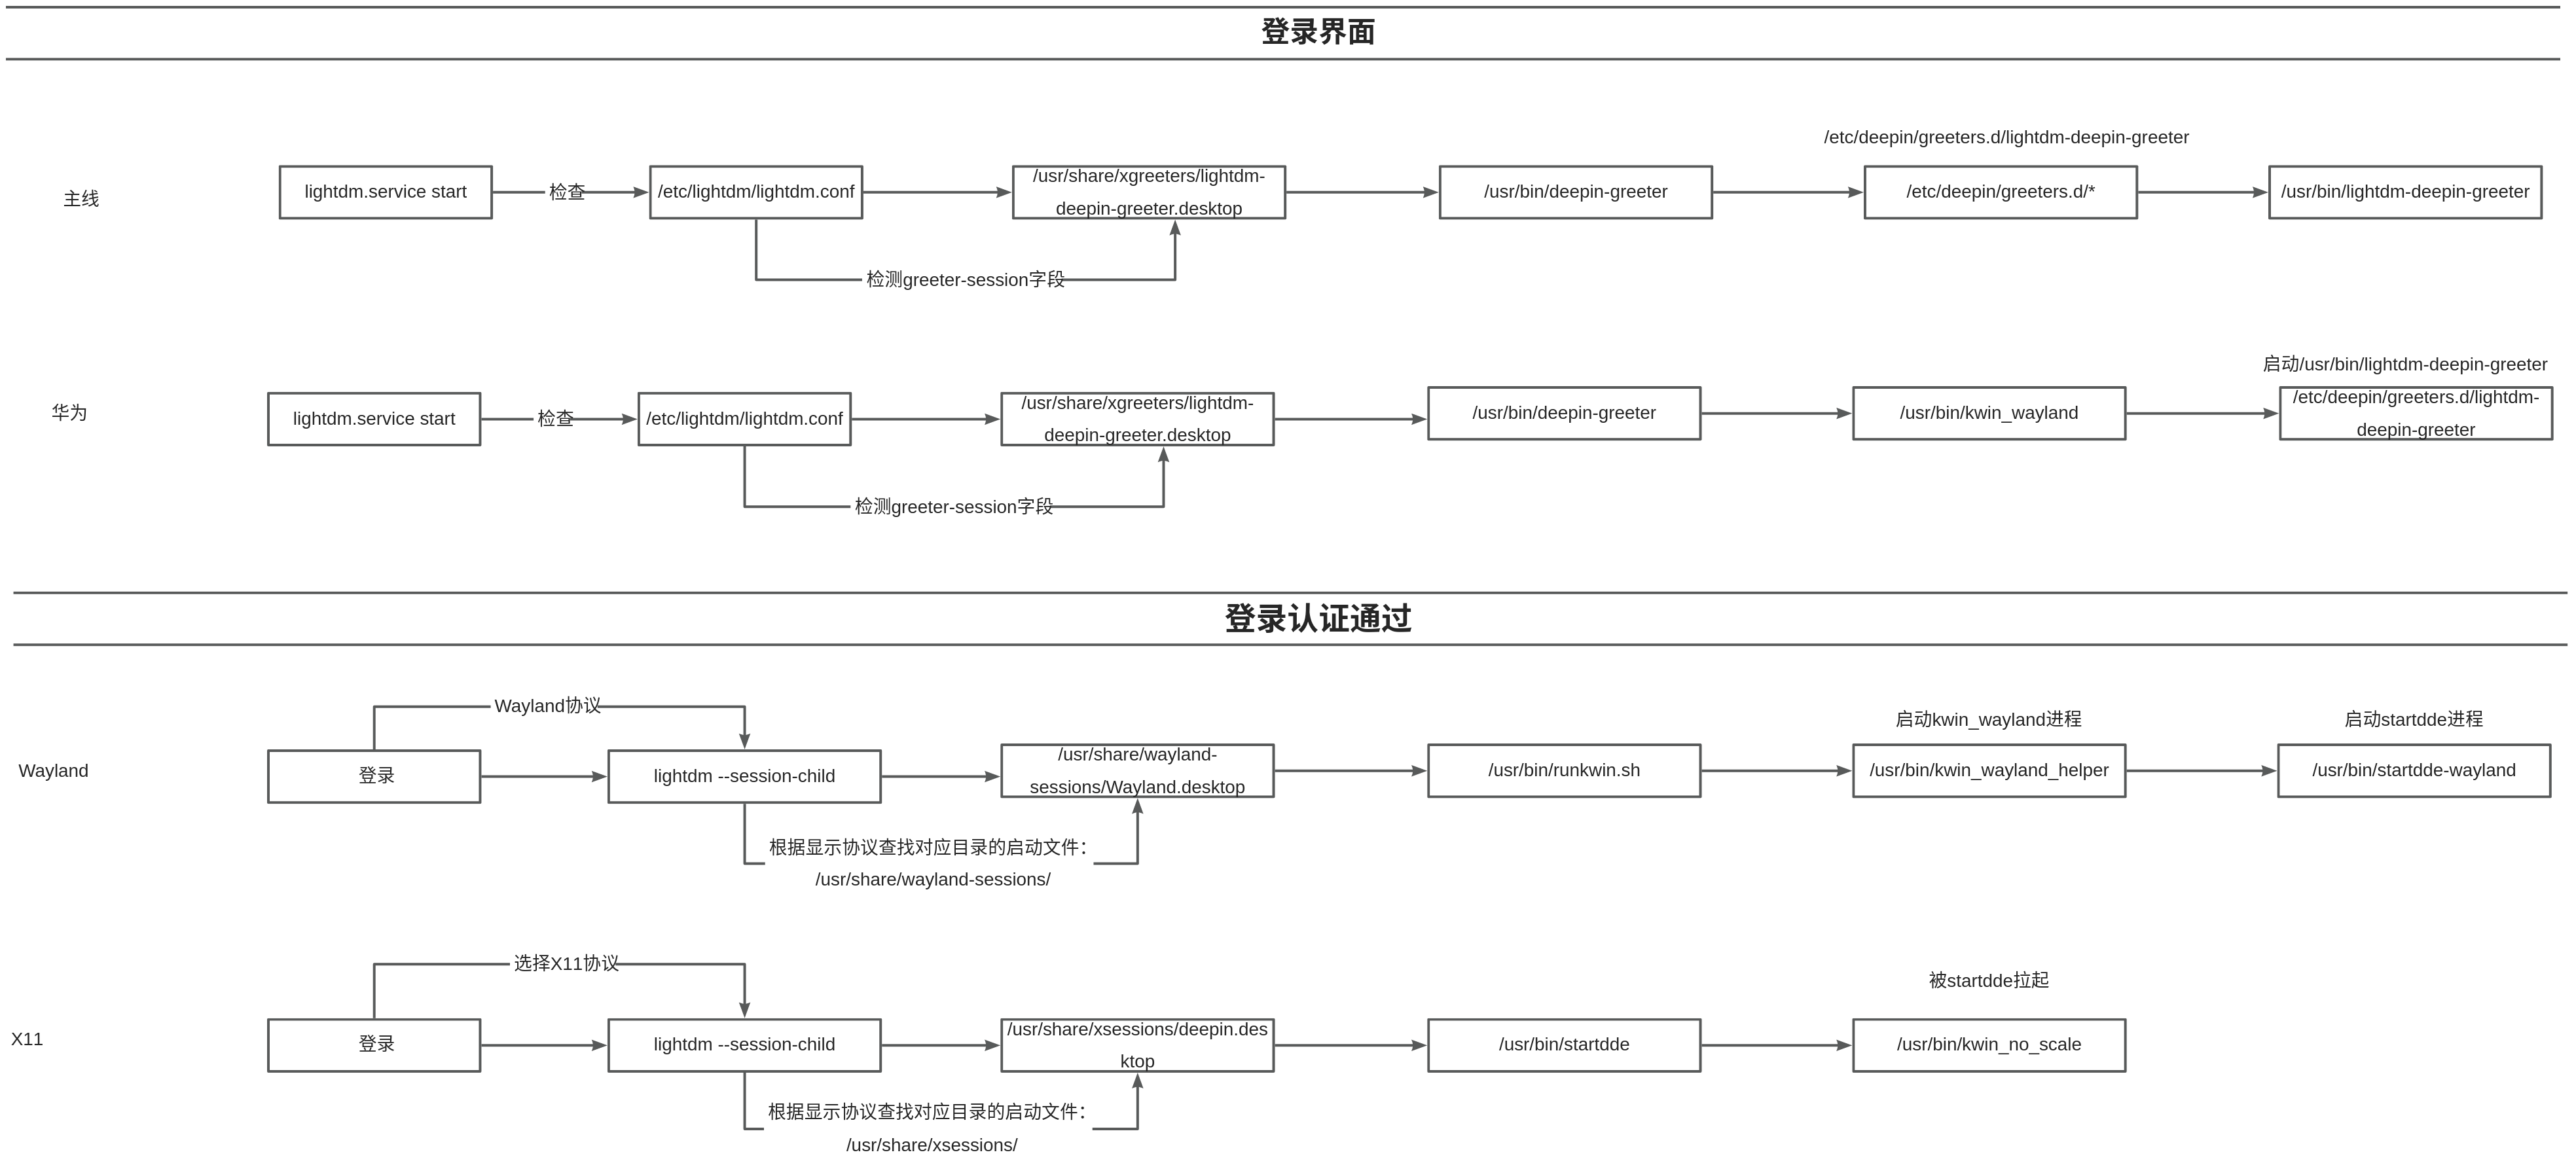 登录界面
/etc/deepin/greeters.d/lightdm-deepin-greeter
主线
lightdm.service start
检查
/etc/lightdm/lightdm.conf
/usr/share/xgreeters/lightdm-
deepin-greeter.desktop
/usr/bin/deepin-greeter
/etc/deepin/greeters.d/*
/usr/bin/lightdm-deepin-greeter
检测greeter-session字段
启动/usr/bin/lightdm-deepin-greeter
华为
lightdm.service start
检查
/etc/lightdm/lightdm.conf
/usr/share/xgreeters/lightdm-
deepin-greeter.desktop
/usr/bin/deepin-greeter
/usr/bin/kwin_wayland
/etc/deepin/greeters.d/lightdm-
deepin-greeter
检测greeter-session字段
登录认证通过
Wayland协议
启动kwin_wayland进程
启动startdde进程
Wayland
登录
lightdm --session-child
/usr/share/wayland-
sessions/Wayland.desktop
/usr/bin/runkwin.sh
/usr/bin/kwin_wayland_helper
/usr/bin/startdde-wayland
根据显示协议查找对应目录的启动文件：
/usr/share/wayland-sessions/
选择X11协议
被startdde拉起
X11
登录
lightdm --session-child
/usr/share/xsessions/deepin.des
ktop
/usr/bin/startdde
/usr/bin/kwin_no_scale
根据显示协议查找对应目录的启动文件：
/usr/share/xsessions/